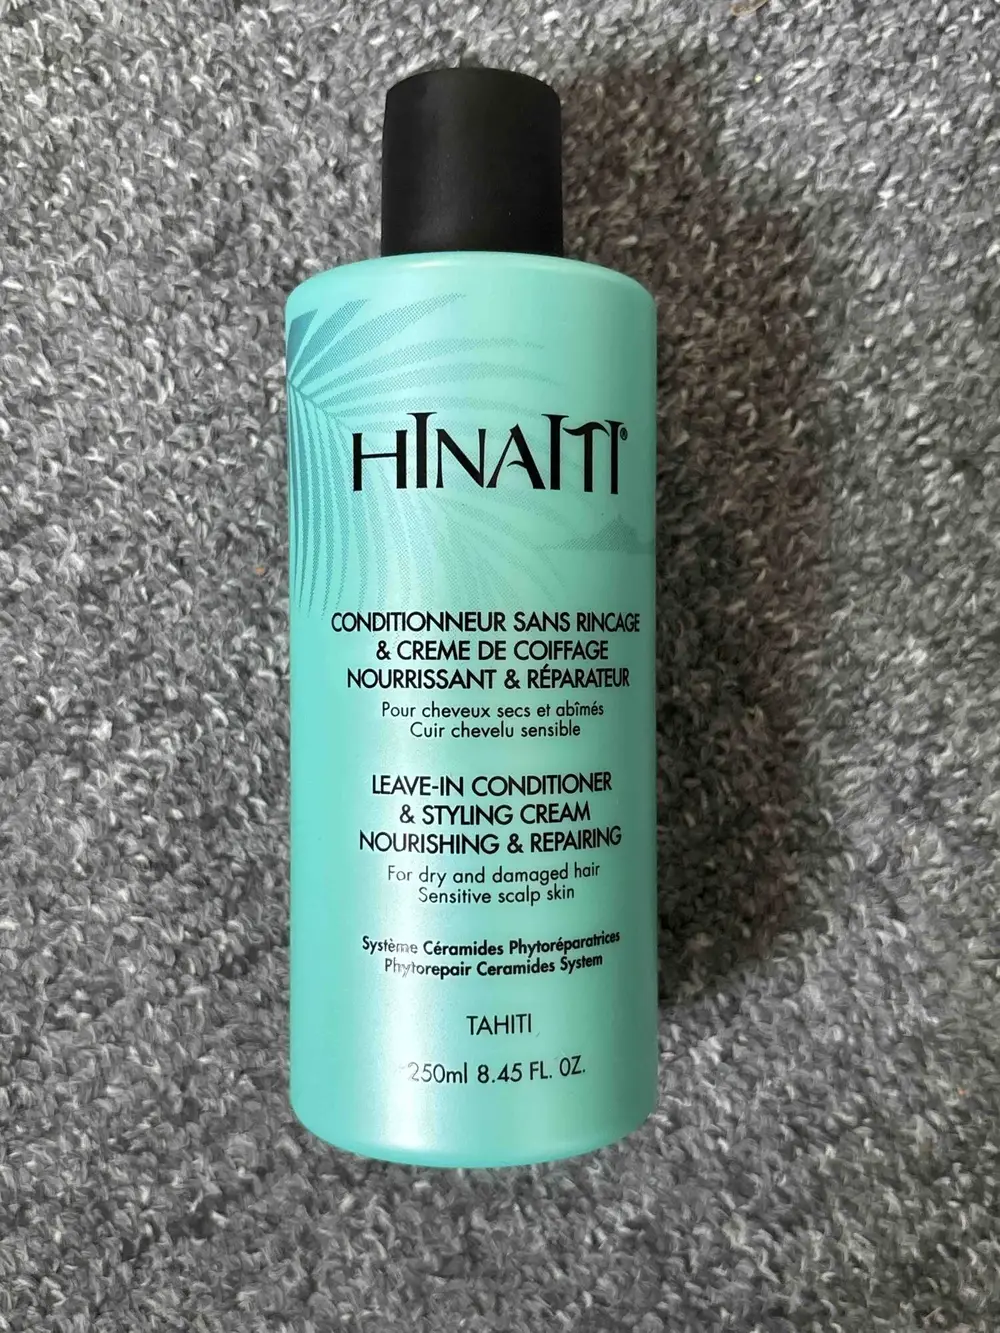 HINAITI®
CONDITIONNEUR SANS RINCAGE
& CREME DE COIFFAGE
NOURRISSANT & RÉPARATEUR
Pour cheveux secs et abîmés
Cuir chevelu sensible
LEAVE-IN CONDITIONER
& STYLING CREAM
NOURISHING & REPAIRING
For dry and damaged hair
Sensitive scalp skin
Système Céramides Phytoréparatrices
Phytorepair Ceramides System
TAHITI
250ml 8.45 FL. OZ.